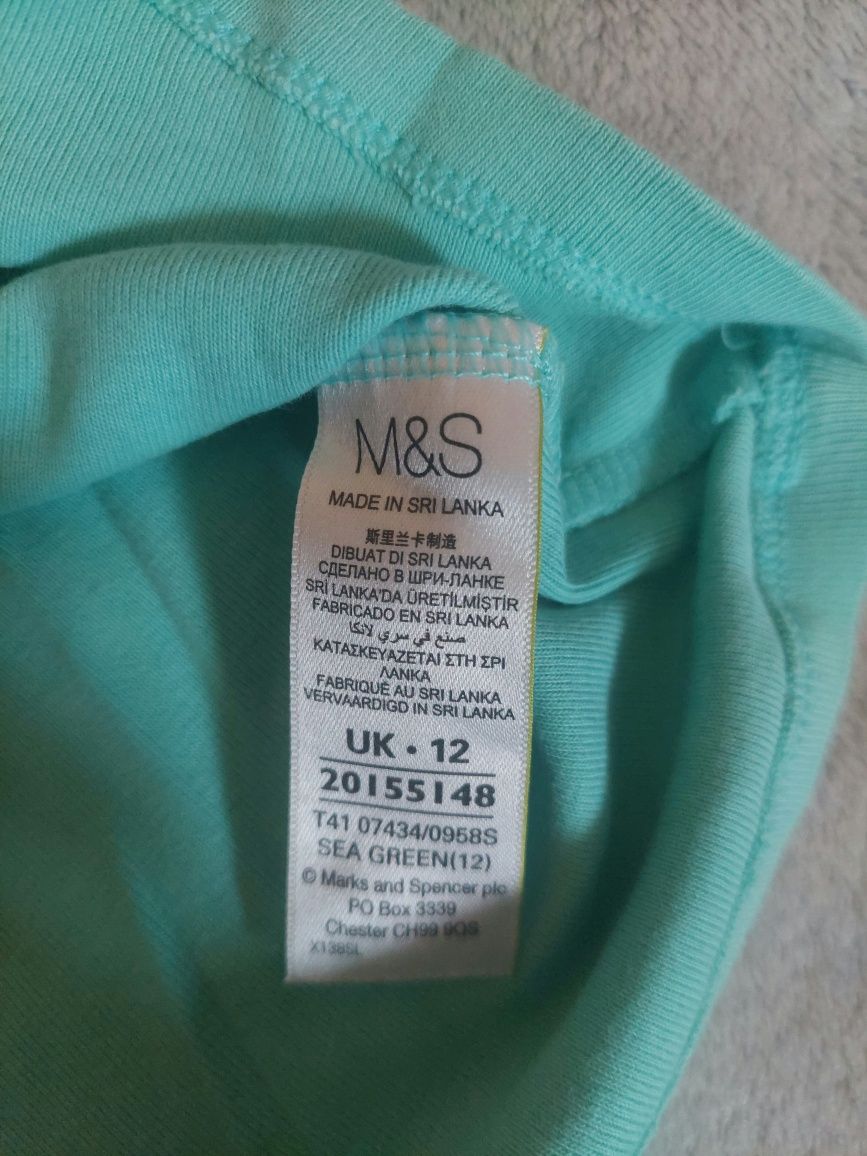 M&S
MADE IN SRI LANKA
斯里兰卡制造
DIBUAT DI SRI LANKA
СДЕЛАНО В ШРИ-ЛАНКЕ
SRİ LANKA'DA ÜRETİLMİŞTİR
FABRICADO EN SRI LANKA
صنع في سري لانكا
ΚΑΤΑΣΚΕΥΑΖΕΤΑΙ ΣΤΗ ΣΡΙ
ΛΑΝΚΑ
FABRIQUÉ AU SRI LANKA
VERVAARDIGD IN SRI LANKA
UK • 12
20155148
T41 07434/0958S
SEA GREEN(12)
© Marks and Spencer plc
PO Box 3339
Chester CH99 9QS
X138SL